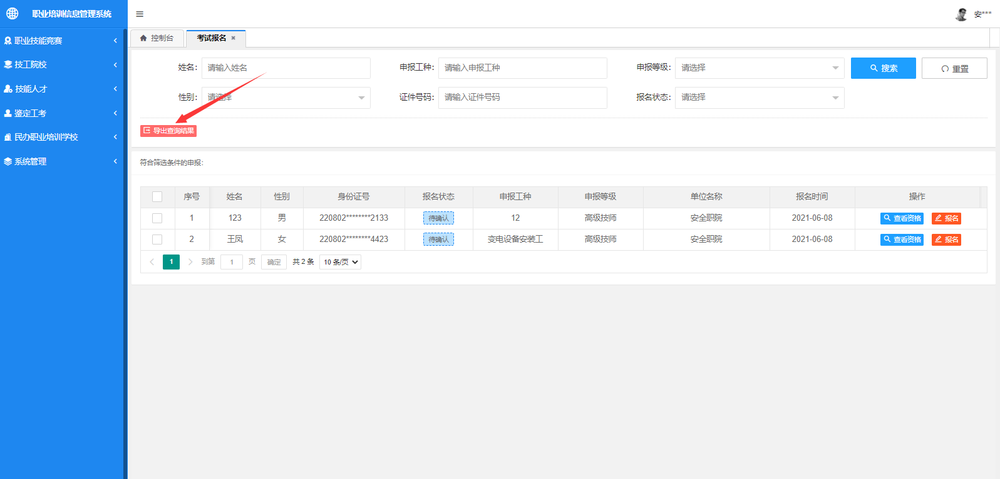 职业培训信息管理系统
安***
职业技能竞赛
技工院校
技能人才
鉴定工考
民办职业培训学校
系统管理
控制台 考试报名
姓名: 请输入姓名 申报工种: 请输入申报工种 申报等级: 请选择 搜索 重置
性别: 请选择 证件号码: 请输入证件号码 报名状态: 请选择
导出查询结果
符合筛选条件的申报:
序号 姓名 性别 身份证号 报名状态 申报工种 申报等级 单位名称 报名时间 操作
1 123 男 220802********2133 待确认 12 高级技师 安全职院 2021-06-08 查看资格 报名
2 王凤 女 220802********4423 待确认 变电设备安装工 高级技师 安全职院 2021-06-08 查看资格 报名
1 到第 1 页 确定 共 2 条 10 条/页